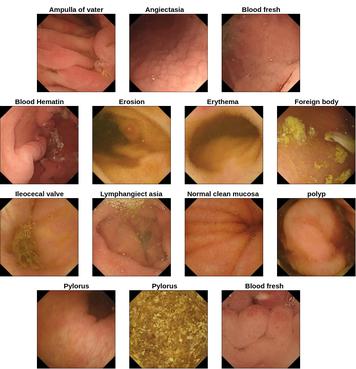 Ampulla of vater
Angiectasia
Blood fresh
Blood Hematin
Erosion
Erythema
Foreign body
Ileocecal valve
Lymphangiect asia
Normal clean mucosa
polyp
Pylorus
Pylorus
Blood fresh